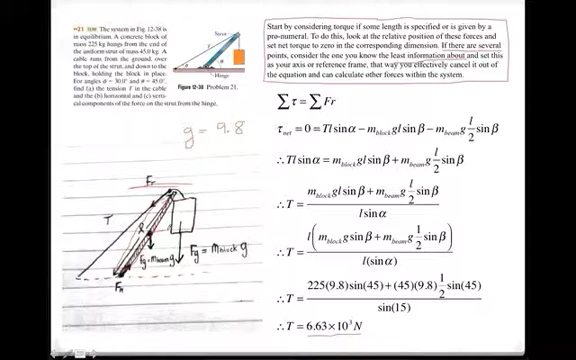 •21 The system in Fig. 12-38 is
in equilibrium. A concrete block of
mass 225 kg hangs from the end of
the uniform strut of mass 45.0 kg. A
cable runs from the ground, over
the top of the strut, and down to the
block, holding the block in place.
For angles ϕ = 30.0° and θ = 45.0°,
find (a) the tension T in the cable
and the (b) horizontal and (c) verti-
cal components of the force on the strut from the hinge.
Strut
T
Hinge
Figure 12-38 Problem 21.
g = 9.8
Fr
T
l
Fg = mbeam g
Fg = mblock g
Fn
Start by considering torque if some length is specified or is given by a
pro-numeral. To do this, look at the relative position of these forces and
set net torque to zero in the corresponding dimension. If there are several
points, consider the one you know the least information about and set this
as your axis or reference frame, that way you effectively cancel it out of
the equation and can calculate other forces within the system.
∑τ = ∑Fr
τnet = 0 = Tl sin α − mblock gl sin β − mbeam g l/2 sin β
∴ Tl sin α = mblock gl sin β + mbeam g l/2 sin β
∴ T = (mblock gl sin β + mbeam g l/2 sin β) / (l sin α)
∴ T = l(mblock g sin β + mbeam g 1/2 sin β) / (l(sin α))
∴ T = (225(9.8)sin(45) + (45)(9.8) 1/2 sin(45)) / sin(15)
∴ T = 6.63×10³ N